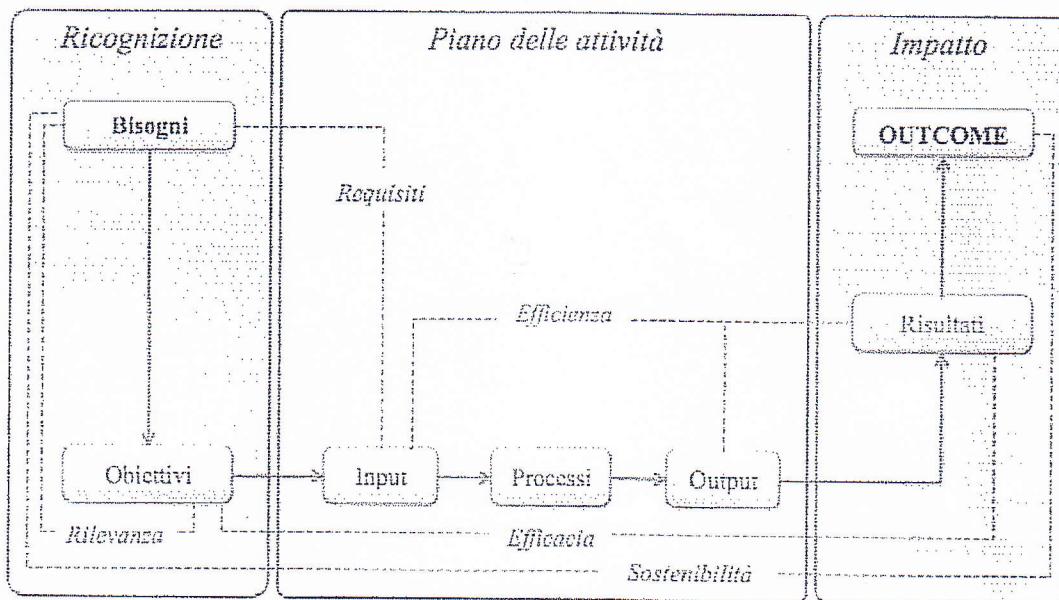 Ricognizione
Piano delle attività
Impatto
Bisogni
OUTCOME
Requisiti
Efficienza
Risultati
Obiettivi
Input
Processi
Output
Rilevanza
Efficacia
Sostenibilità